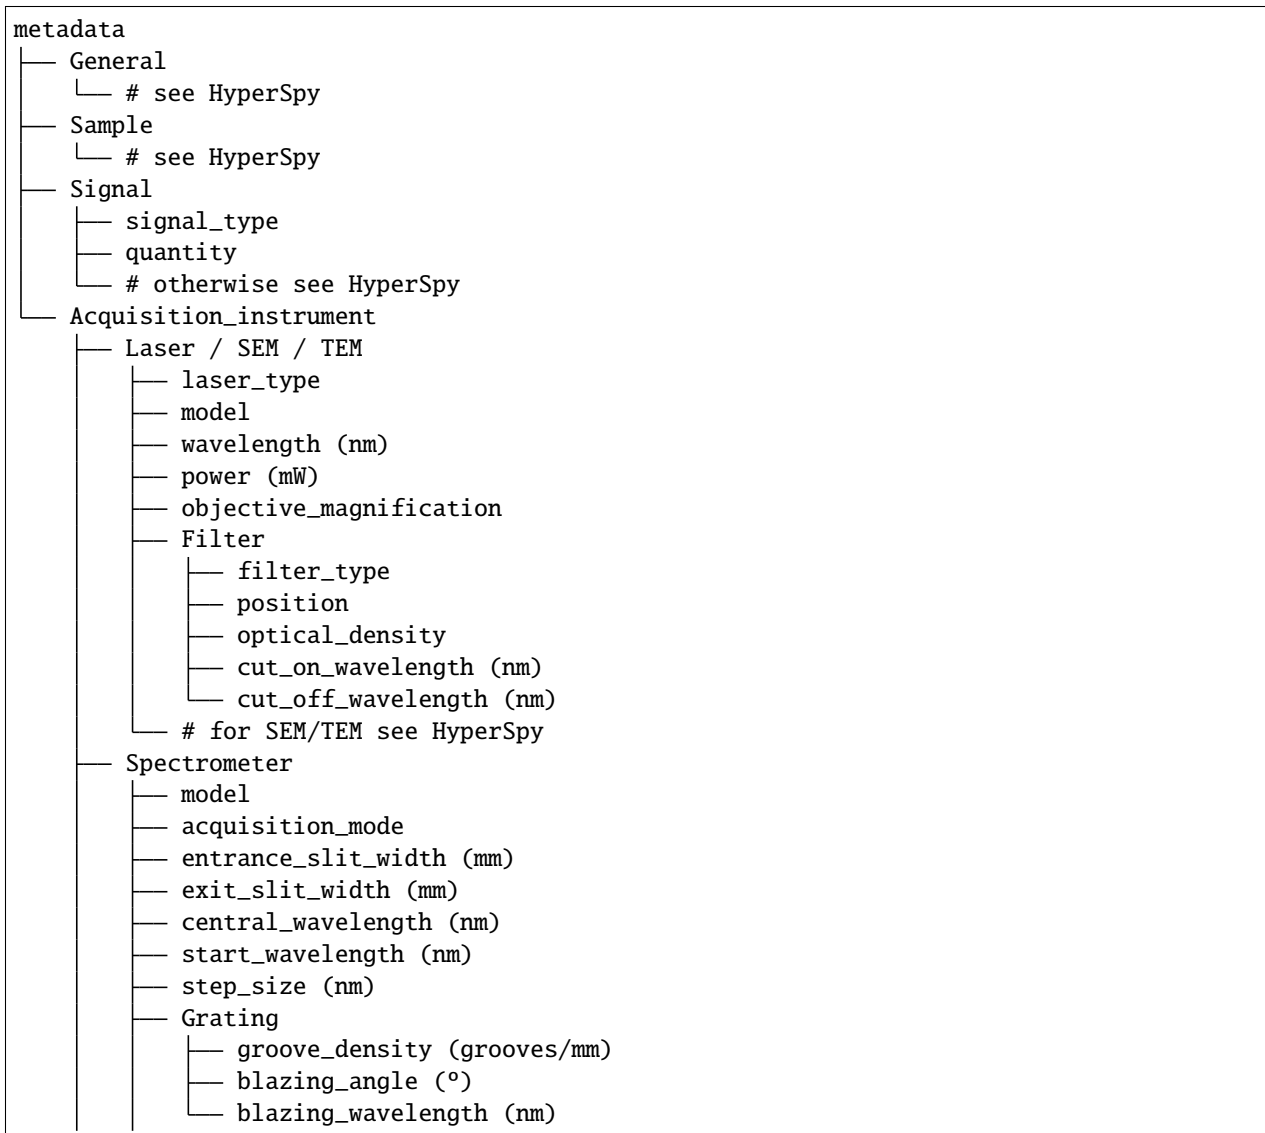 metadata
├── General
│   └── # see HyperSpy
├── Sample
│   └── # see HyperSpy
├── Signal
│   ├── signal_type
│   ├── quantity
│   └── # otherwise see HyperSpy
└── Acquisition_instrument
    ├── Laser / SEM / TEM
    │   ├── laser_type
    │   ├── model
    │   ├── wavelength (nm)
    │   ├── power (mW)
    │   ├── objective_magnification
    │   ├── Filter
    │   │   ├── filter_type
    │   │   ├── position
    │   │   ├── optical_density
    │   │   ├── cut_on_wavelength (nm)
    │   │   └── cut_off_wavelength (nm)
    │   └── # for SEM/TEM see HyperSpy
    ├── Spectrometer
    │   ├── model
    │   ├── acquisition_mode
    │   ├── entrance_slit_width (mm)
    │   ├── exit_slit_width (mm)
    │   ├── central_wavelength (nm)
    │   ├── start_wavelength (nm)
    │   ├── step_size (nm)
    │   ├── Grating
    │   │   ├── groove_density (grooves/mm)
    │   │   ├── blazing_angle (º)
    │   │   └── blazing_wavelength (nm)